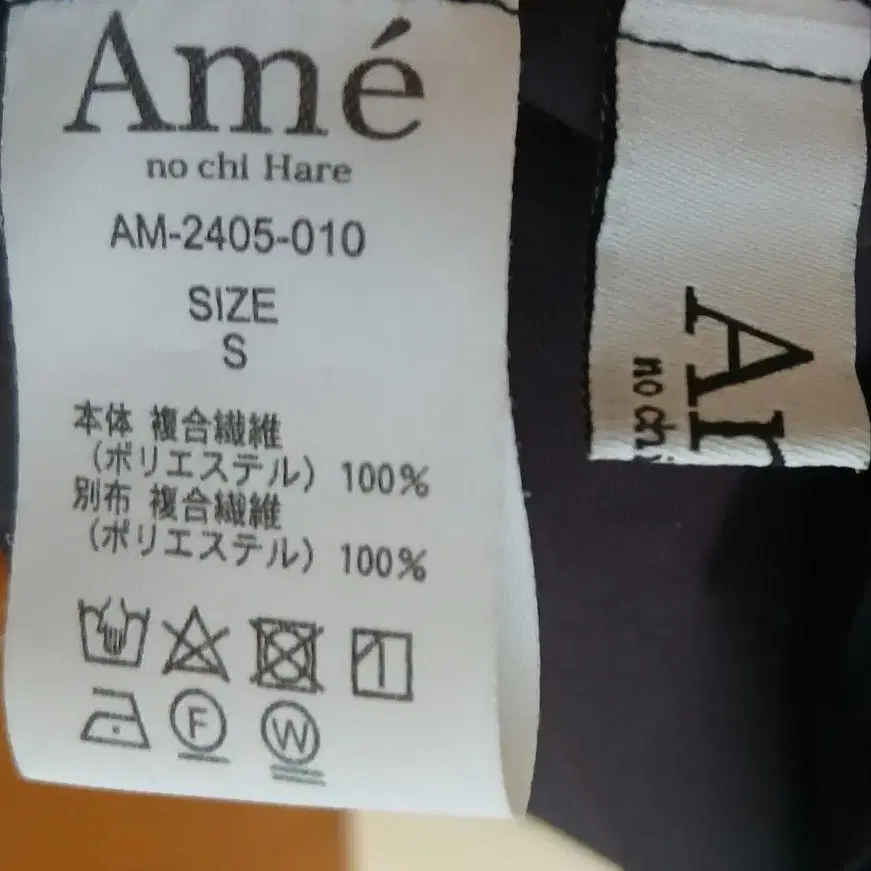 Amé
no chi Hare
AM-2405-010
SIZE
S
本体 複合繊維
（ポリエステル）100%
別布 複合繊維
（ポリエステル）100%
F
W